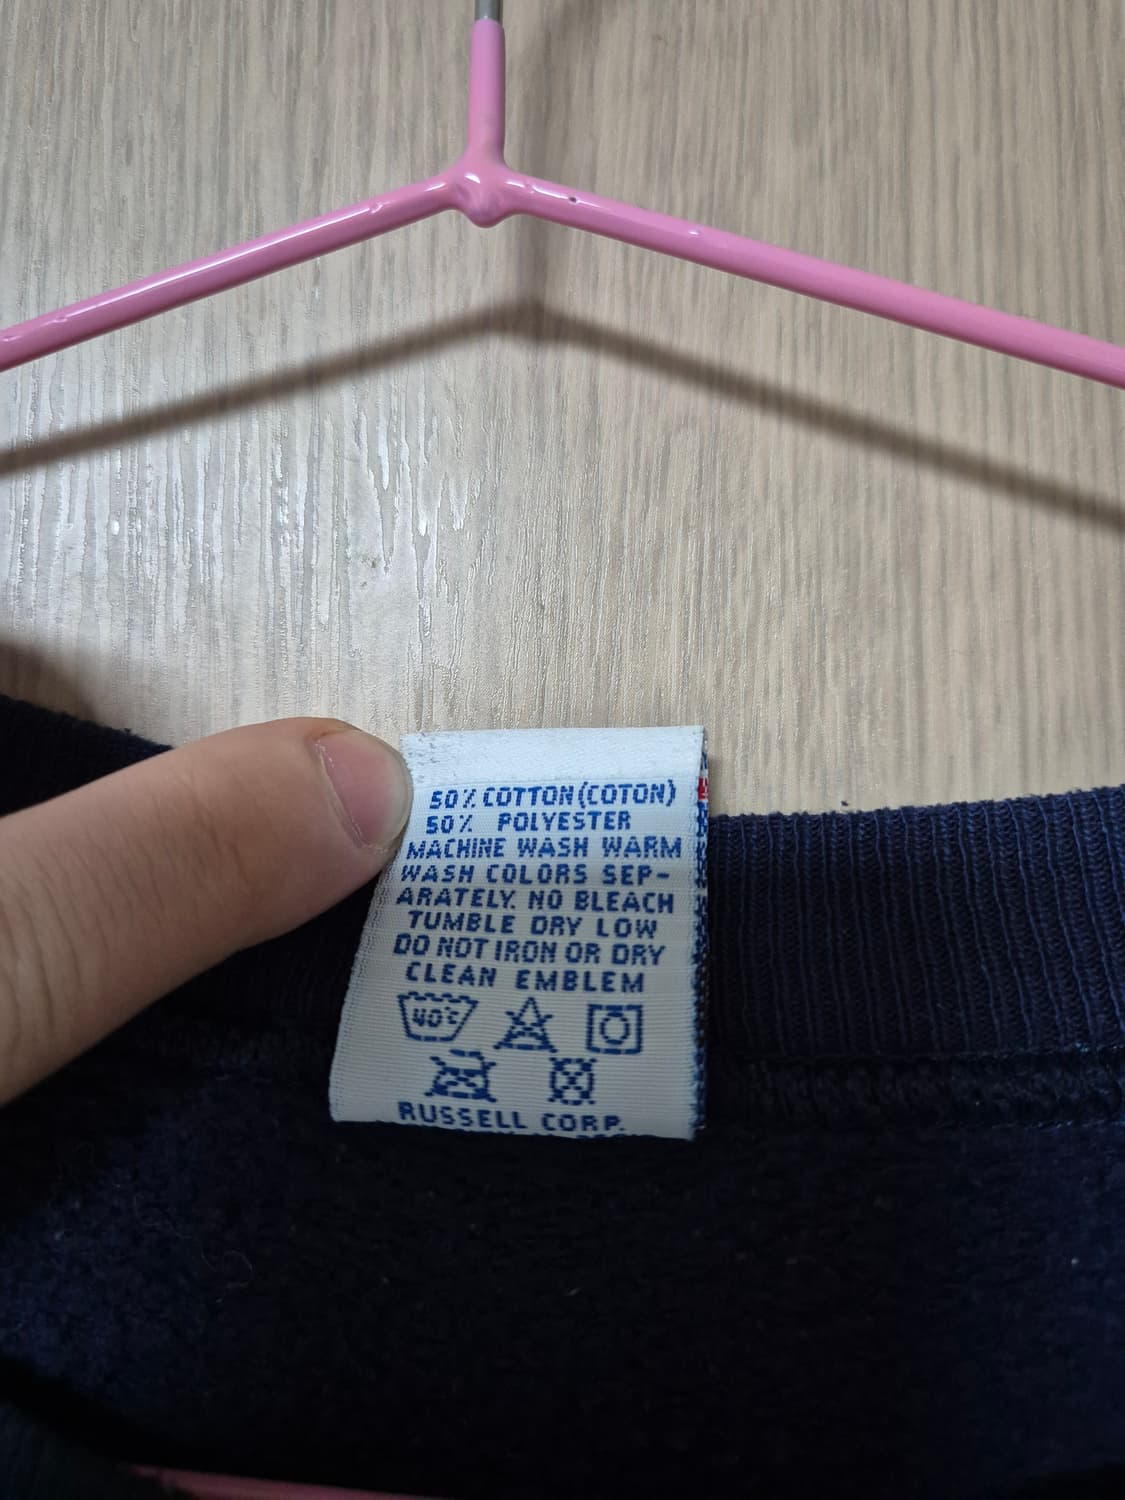 50% COTTON (COTON)
50% POLYESTER
MACHINE WASH WARM
WASH COLORS SEP-
ARATELY. NO BLEACH
TUMBLE DRY LOW
DO NOT IRON OR DRY
CLEAN EMBLEM
40°C
RUSSELL CORP.